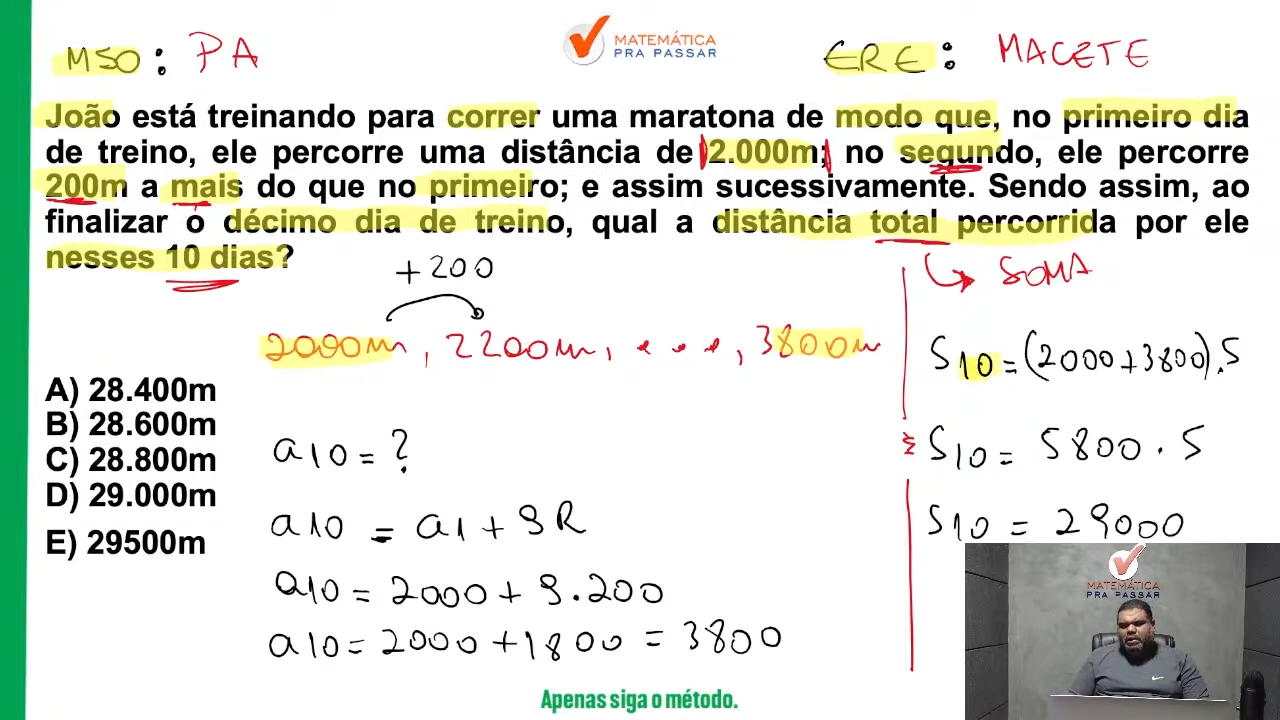 MSO: PA
MATEMÁTICA
PRA PASSAR
ERE: MACETE
João está treinando para correr uma maratona de modo que, no primeiro dia
de treino, ele percorre uma distância de 2.000m; no segundo, ele percorre
200m a mais do que no primeiro; e assim sucessivamente. Sendo assim, ao
finalizar o décimo dia de treino, qual a distância total percorrida por ele
nesses 10 dias?
+200
SOMA
2000m, 2200m, ..., 3800m
S10=(2000+3800).5
A) 28.400m
B) 28.600m
C) 28.800m
D) 29.000m
E) 29500m
a10=?
S10= 5800.5
a10 = a1+9R
S10 = 29000
a10=2000+9.200
a10=2000+1800=3800
MATEMÁTICA
PRA PASSAR
Apenas siga o método.